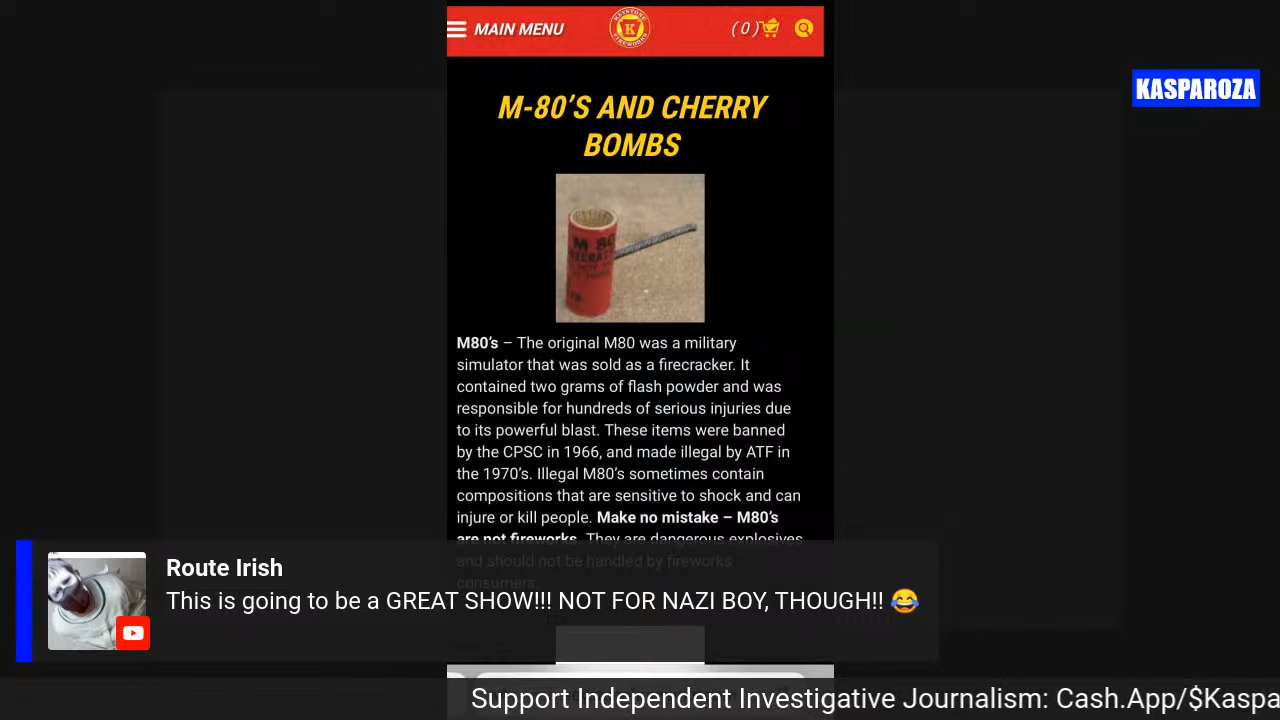 MAIN MENU
KEYSTONE
K
FIREWORKS
( 0 )
KASPAROZA
M-80'S AND CHERRY
BOMBS
M 80
M80's – The original M80 was a military
simulator that was sold as a firecracker. It
contained two grams of flash powder and was
responsible for hundreds of serious injuries due
to its powerful blast. These items were banned
by the CPSC in 1966, and made illegal by ATF in
the 1970's. Illegal M80's sometimes contain
compositions that are sensitive to shock and can
injure or kill people. Make no mistake – M80's
are not fireworks. They are dangerous explosives
and should not be handled by fireworks
consumers.
Route Irish
This is going to be a GREAT SHOW!!! NOT FOR NAZI BOY, THOUGH!! 😂
Support Independent Investigative Journalism: Cash.App/$Kaspa